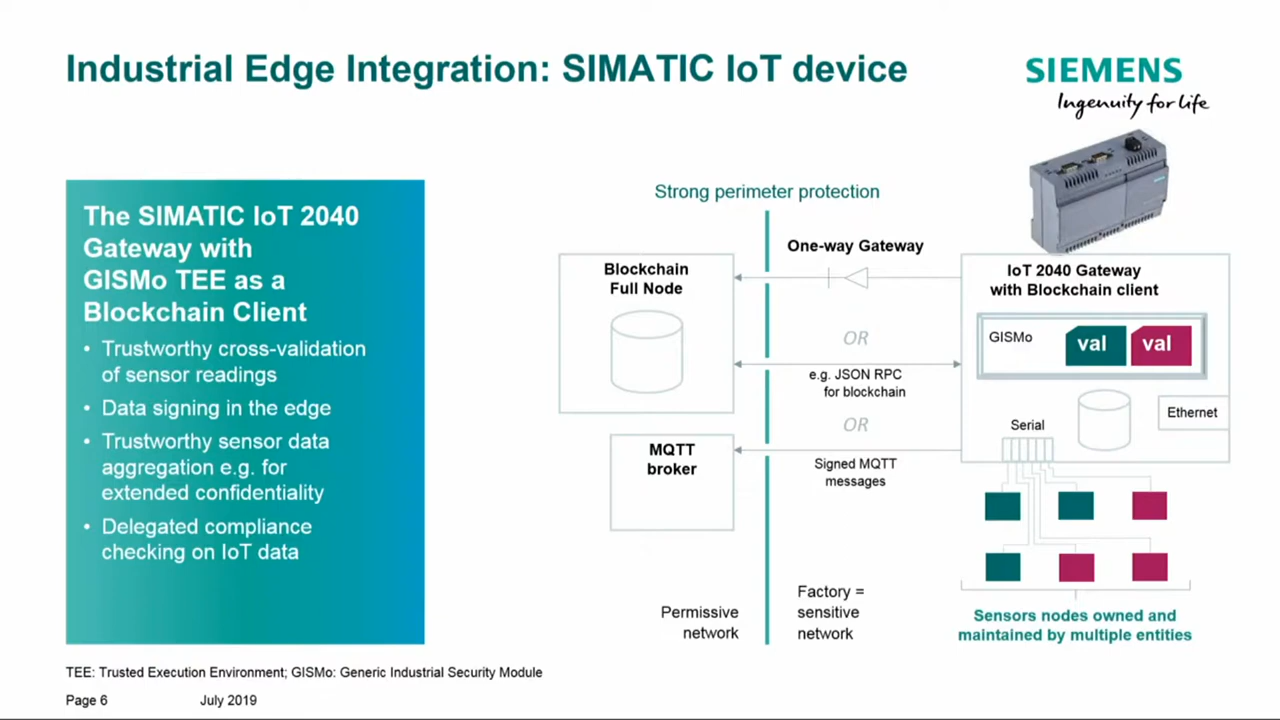 Industrial Edge Integration: SIMATIC IoT device
SIEMENS
Ingenuity for life
The SIMATIC IoT 2040
Gateway with
GISMo TEE as a
Blockchain Client
• Trustworthy cross-validation
of sensor readings
• Data signing in the edge
• Trustworthy sensor data
aggregation e.g. for
extended confidentiality
• Delegated compliance
checking on IoT data
Strong perimeter protection
One-way Gateway
Blockchain
Full Node
IoT 2040 Gateway
with Blockchain client
GISMo
val
val
OR
e.g. JSON RPC
for blockchain
OR
Ethernet
Serial
MQTT
broker
Signed MQTT
messages
Permissive
network
Factory =
sensitive
network
Sensors nodes owned and
maintained by multiple entities
TEE: Trusted Execution Environment; GISMo: Generic Industrial Security Module
Page 6
July 2019